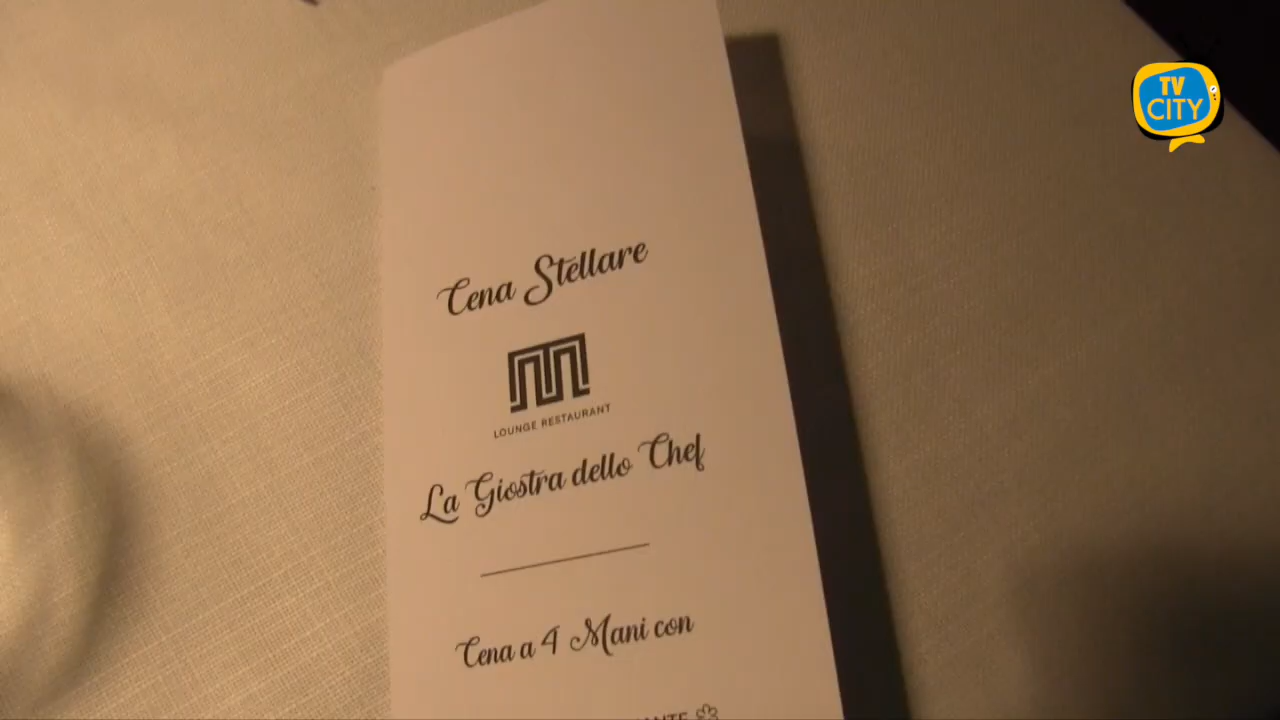 TV
CITY
Cena Stellare
LOUNGE RESTAURANT
La Giostra dello Chef
Cena a 4 Mani con